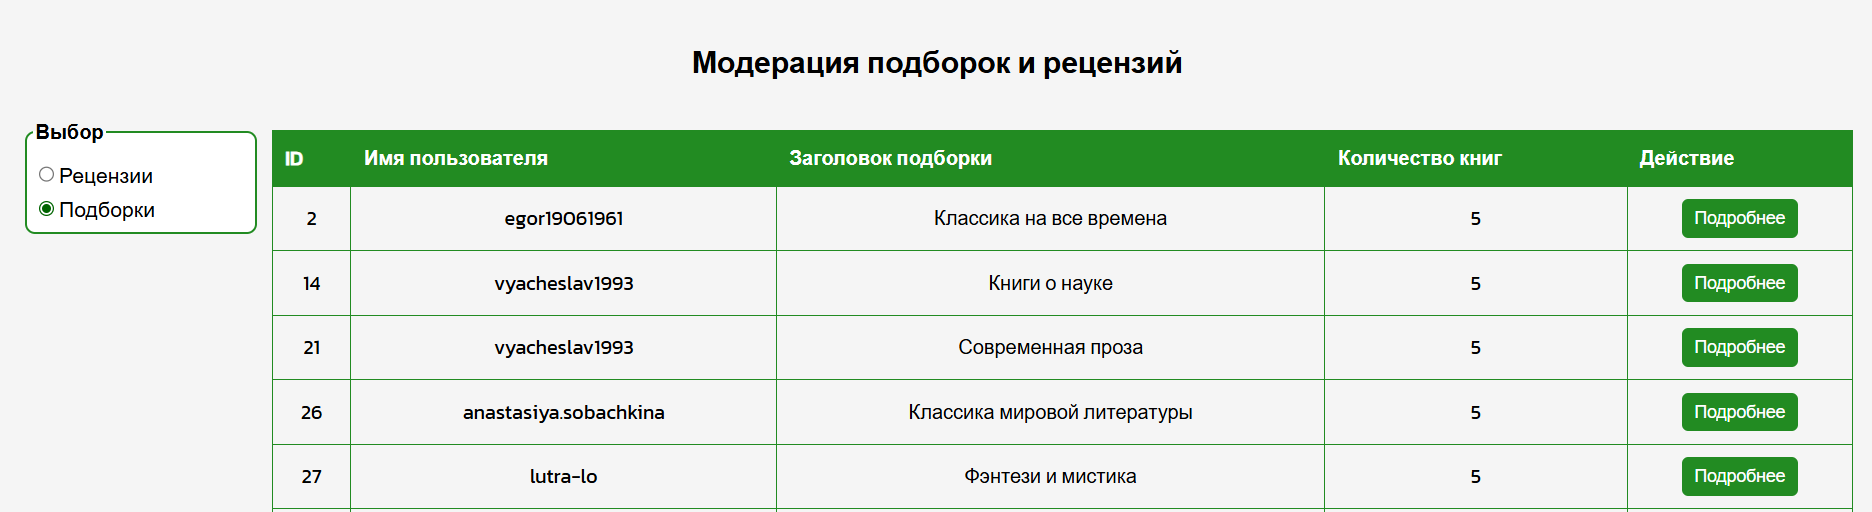 Модерация подборок и рецензий
Выбор
Рецензии
Подборки
ID Имя пользователя Заголовок подборки Количество книг Действие
2 egor19061961 Классика на все времена 5 Подробнее
14 vyacheslav1993 Книги о науке 5 Подробнее
21 vyacheslav1993 Современная проза 5 Подробнее
26 anastasiya.sobachkina Классика мировой литературы 5 Подробнее
27 lutra-lo Фэнтези и мистика 5 Подробнее